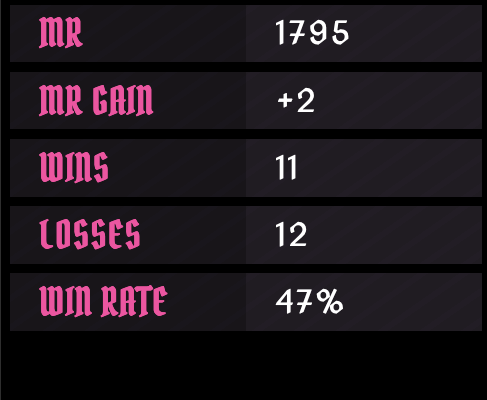 MR 1795
MR GAIN +2
WINS 11
LOSSES 12
WIN RATE 47%